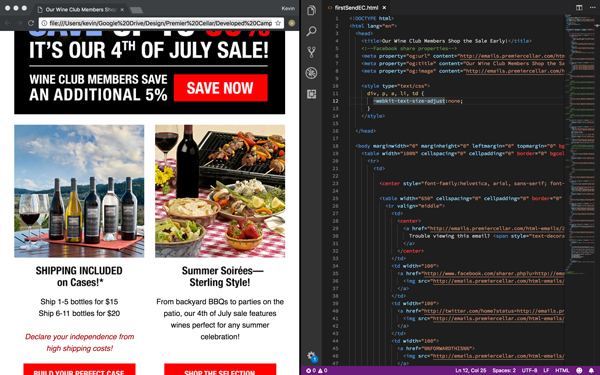 Our Wine Club Members Shop
Kevin
file:///Users/kevin/Google%20Drive/Design/Premier%20Cellar/Developed%20Camp
IT'S OUR 4TH OF JULY SALE!
WINE CLUB MEMBERS SAVE
AN ADDITIONAL 5%
SAVE NOW
SHIPPING INCLUDED
on Cases!*
Ship 1-5 bottles for $15
Ship 6-11 bottles for $20
Declare your independence from
high shipping costs!
BUILD YOUR PERFECT CASE
Summer Soirées—
Sterling Style!
From backyard BBQs to parties on the
patio, our 4th of July sale features
wines perfect for any summer
celebration!
SHOP THE SELECTION
firstSendEC.html
1 <!DOCTYPE html>
2 <html lang="en">
3 <head>
4 <title>Our Wine Club Members Shop the Sale Early!</title>
5 <!--Facebook share properties-->
6 <meta property="og:url" content="http://emails.premiercellar.com/htm
7 <meta property="og:title" content="Our Wine Club Members Shop the S
8 <meta property="og:image" content="http://emails.premiercellar.com/h
9
10 <style type="text/css">
11 div, p, a, li, td {
12 -webkit-text-size-adjust:none;
13 }
14 </style>
15
16 </head>
17
18 <body marginwidth="0" marginheight="0" leftmargin="0" topmargin="0" bg
19 <table width="100%" cellspacing="0" cellpadding="0" border="0" bgcol
20 <tr>
21 <td>
22
23 <center style="font-family:helvetica, arial, sans-serif; font-
24
25 <table width="650" cellspacing="0" cellpadding="0" border="0"
26 <tr valign="middle">
27 <td>
28 <center>
29 <a href="http://emails.premiercellar.com/html-emails/2
30 Trouble viewing this email? <span style="text-decora
31 </a>
32 </center>
33 </td>
34 <td width="100">
35 <a href="http://www.facebook.com/sharer.php?u=http://em
36 <img src="http://emails.premiercellar.com/html-emails/
37 </a>
38 </td>
39 <td width="100">
40 <a href="http://twitter.com/home?status=http://emails.
41 <img src="http://emails.premiercellar.com/html-emails/
42 </a>
43 </td>
44 <td width="100">
45 <a href="%%FORWARDTHIS%%">
46 <img src="http://emails.premiercellar.com/html-emails/
47 </a>
48 </td>
0 0
Ln 12, Col 25
Spaces: 2
UTF-8
LF
HTML